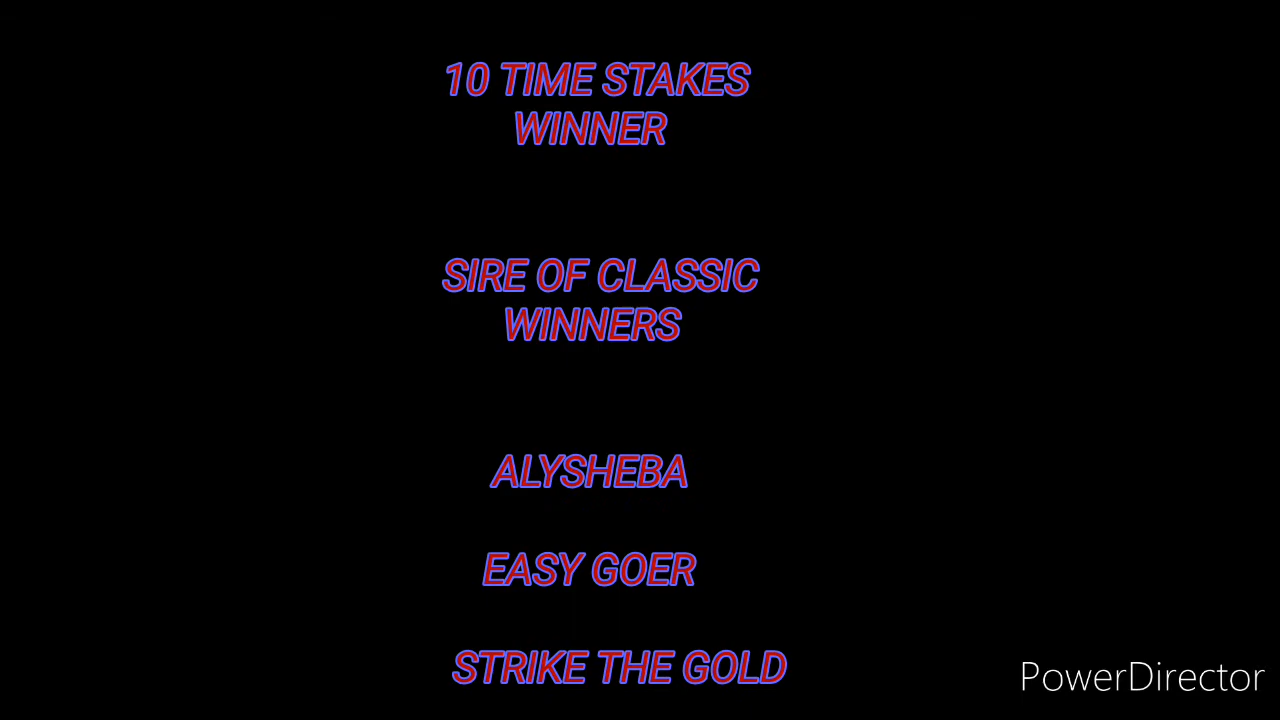 10 TIME STAKES
WINNER
SIRE OF CLASSIC
WINNERS
ALYSHEBA
EASY GOER
STRIKE THE GOLD
PowerDirector